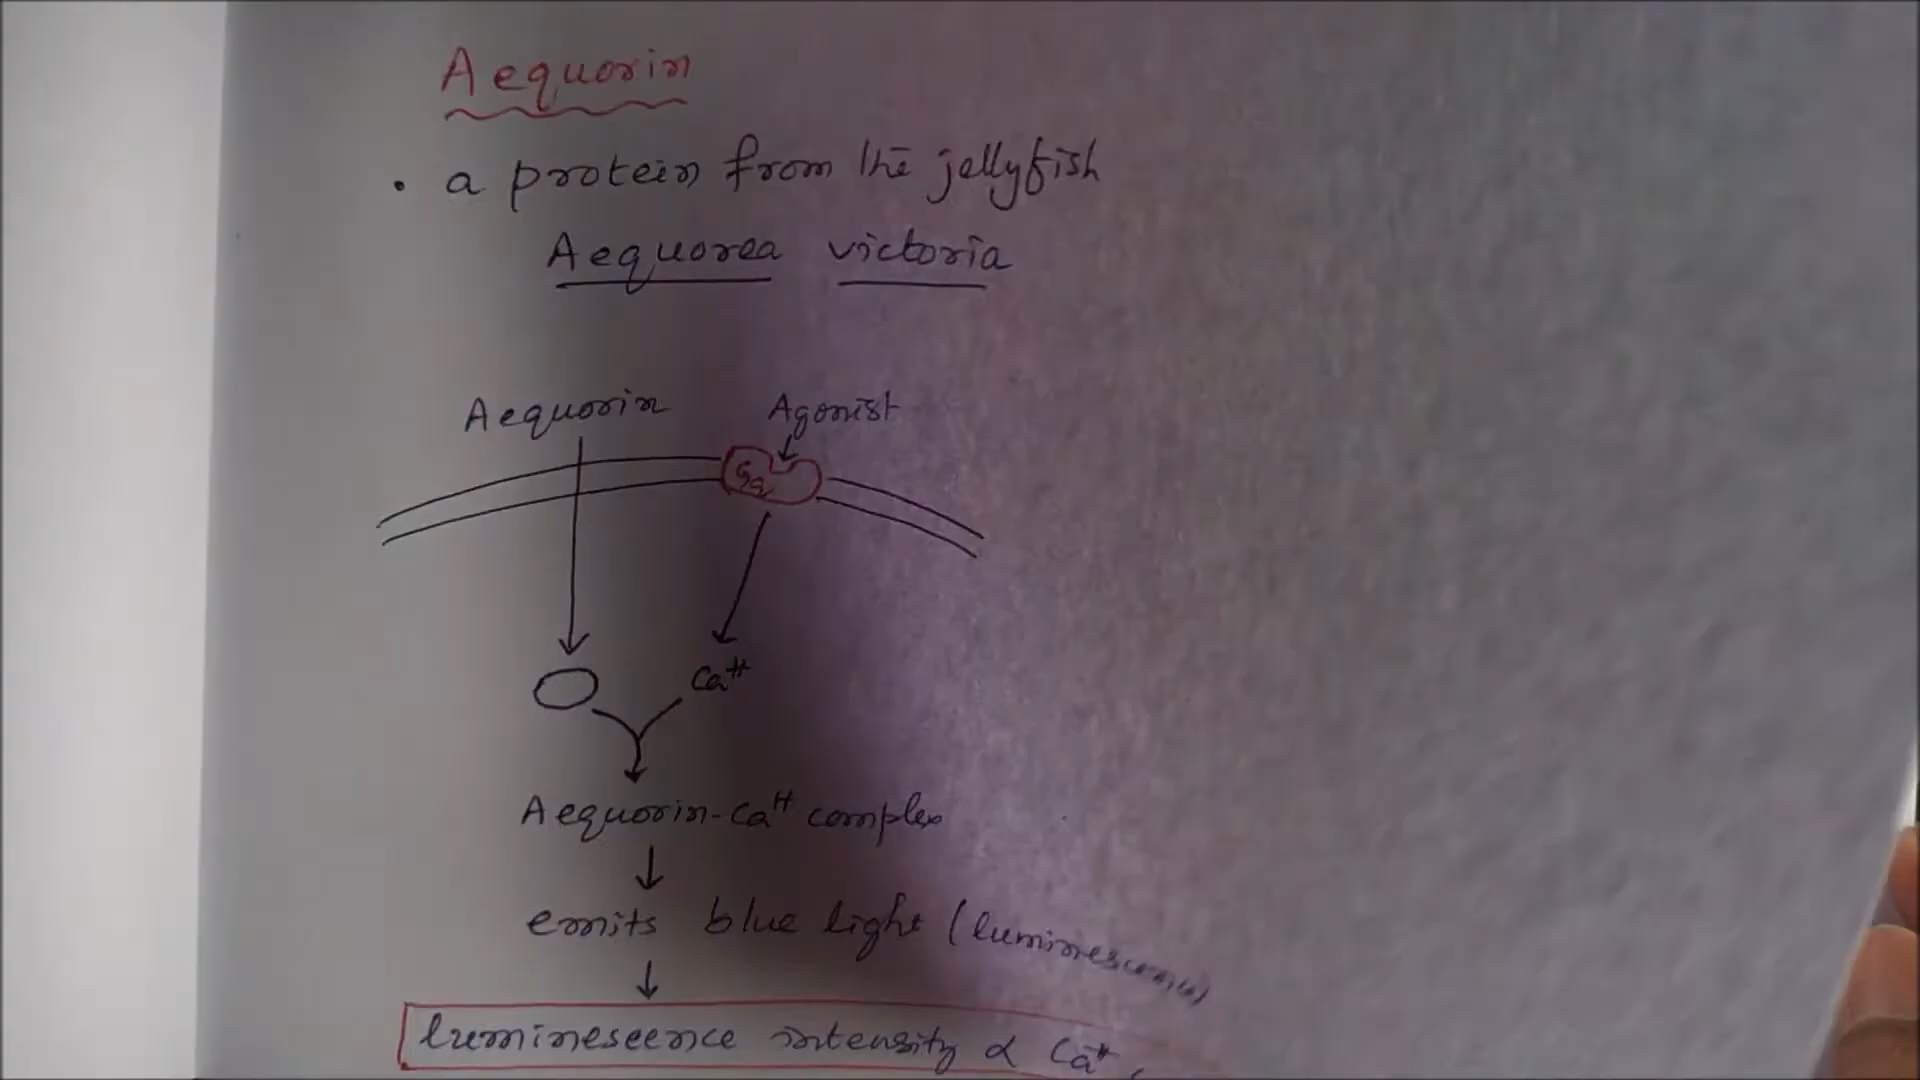 Aequorin
• a protein from the jellyfish
Aequorea victoria
Aequorin Agonist
Gq
Ca++
Aequorin-Ca++ complex
emits blue light (luminescence)
luminescence intensity ∝ Ca++